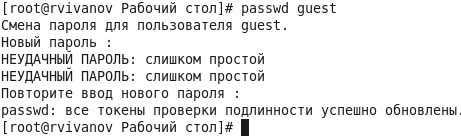 [root@rvivanov Рабочий стол]# passwd guest
Смена пароля для пользователя guest.
Новый пароль :
НЕУДАЧНЫЙ ПАРОЛЬ: слишком простой
НЕУДАЧНЫЙ ПАРОЛЬ: слишком простой
Повторите ввод нового пароля :
passwd: все токены проверки подлинности успешно обновлены.
[root@rvivanov Рабочий стол]#